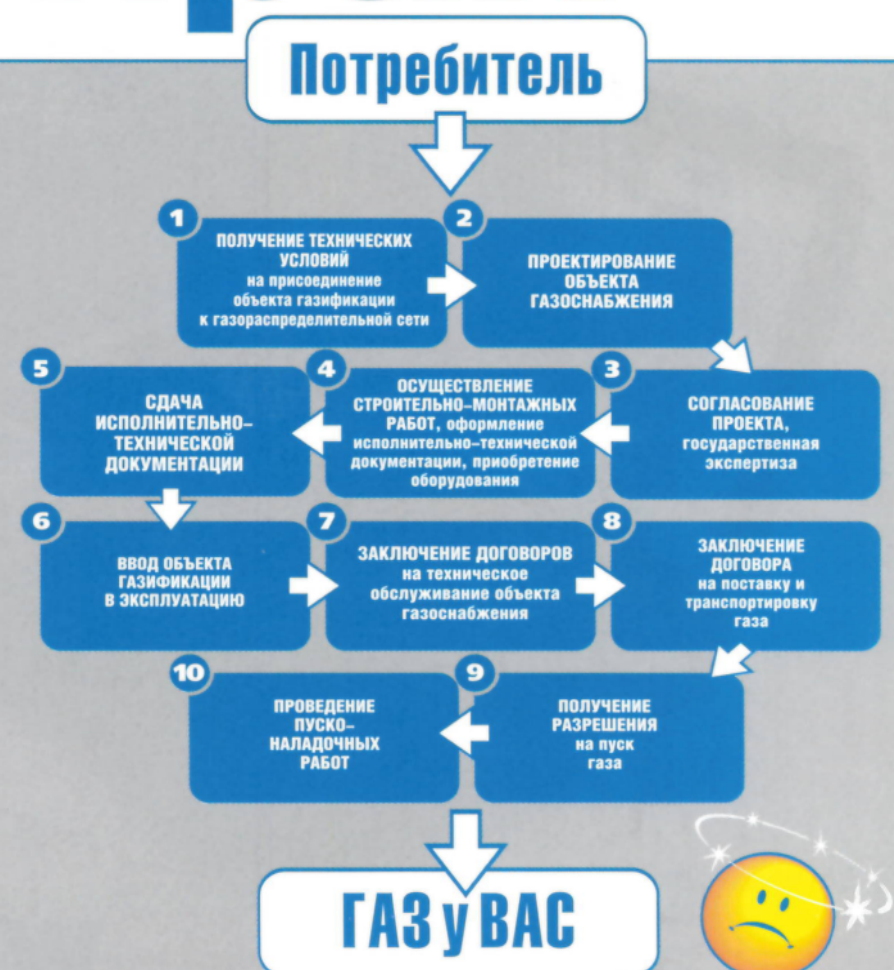 Потребитель
1
ПОЛУЧЕНИЕ ТЕХНИЧЕСКИХ
УСЛОВИЙ
на присоединение
объекта газификации
к газораспределительной сети
2
ПРОЕКТИРОВАНИЕ
ОБЪЕКТА
ГАЗОСНАБЖЕНИЯ
3
СОГЛАСОВАНИЕ
ПРОЕКТА,
государственная
экспертиза
4
ОСУЩЕСТВЛЕНИЕ
СТРОИТЕЛЬНО–МОНТАЖНЫХ
РАБОТ, оформление
исполнительно–технической
документации, приобретение
оборудования
5
СДАЧА
ИСПОЛНИТЕЛЬНО–
ТЕХНИЧЕСКОЙ
ДОКУМЕНТАЦИИ
6
ВВОД ОБЪЕКТА
ГАЗИФИКАЦИИ
В ЭКСПЛУАТАЦИЮ
7
ЗАКЛЮЧЕНИЕ ДОГОВОРОВ
на техническое
обслуживание объекта
газоснабжения
8
ЗАКЛЮЧЕНИЕ
ДОГОВОРА
на поставку и
транспортировку
газа
9
ПОЛУЧЕНИЕ
РАЗРЕШЕНИЯ
на пуск
газа
10
ПРОВЕДЕНИЕ
ПУСКО–
НАЛАДОЧНЫХ
РАБОТ
ГАЗ у ВАС